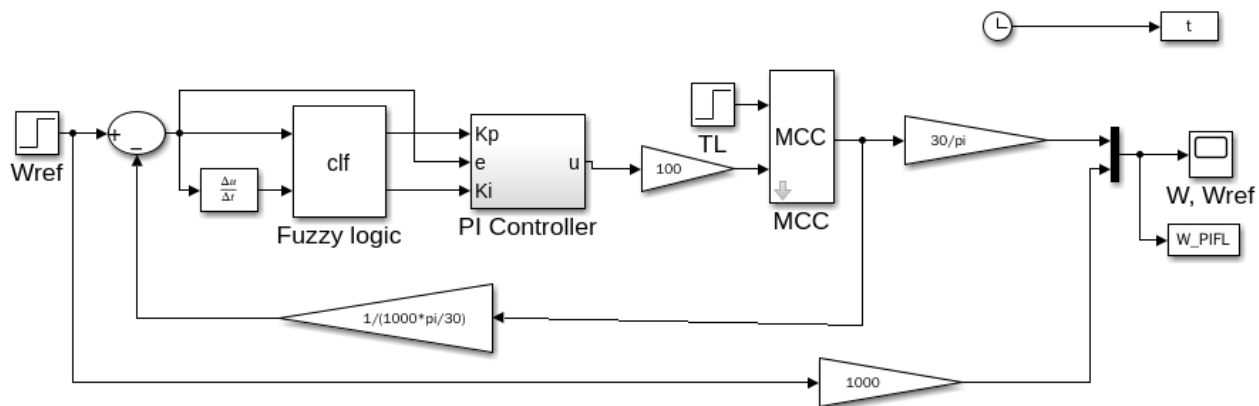 t
Wref
+
−
Δu
Δt
clf
Fuzzy logic
Kp
e
Ki
u
PI Controller
100
TL
MCC
MCC
30/pi
W, Wref
W_PIFL
1/(1000*pi/30)
1000